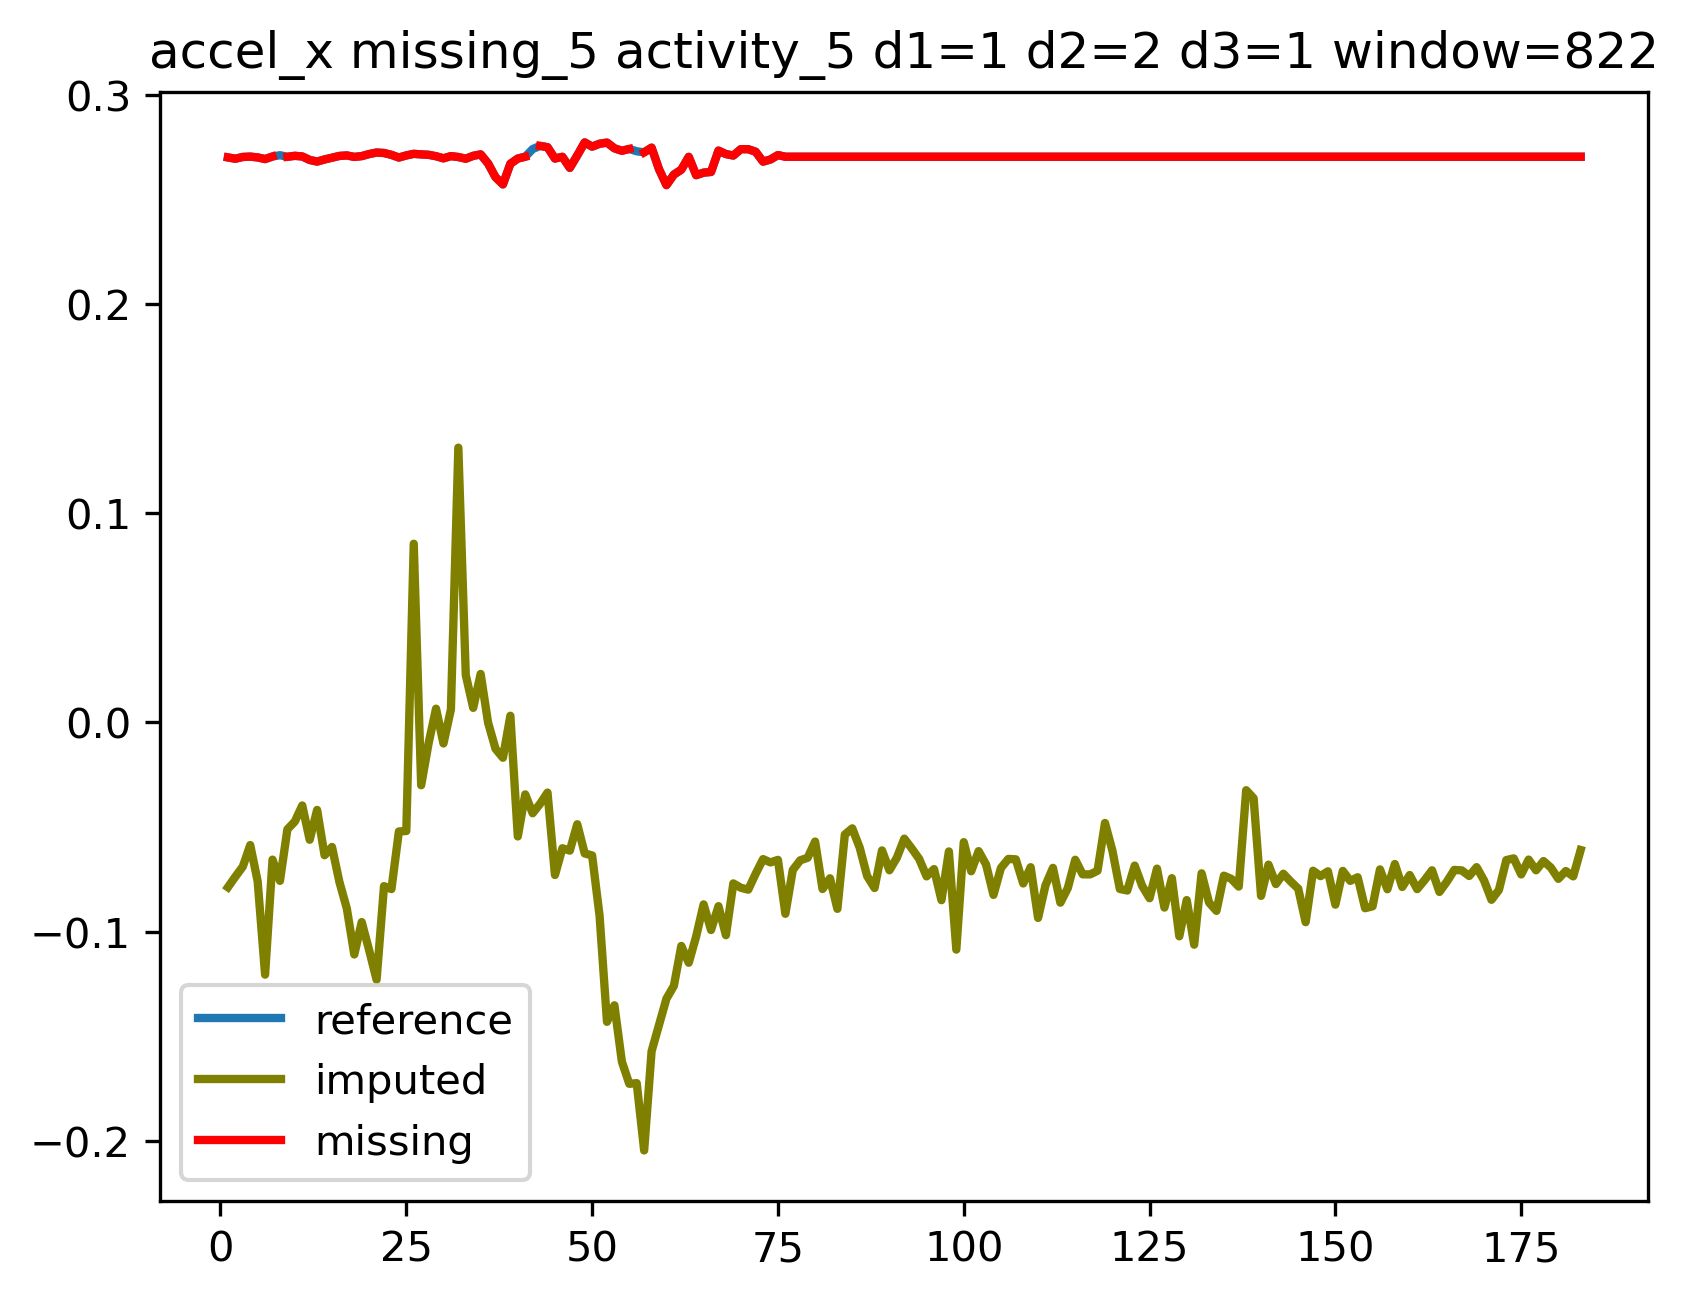 accel_x missing_5 activity_5 d1=1 d2=2 d3=1 window=822
0.3
0.2
0.1
0.0
−0.1
−0.2
reference
imputed
missing
0 25 50 75 100 125 150 175